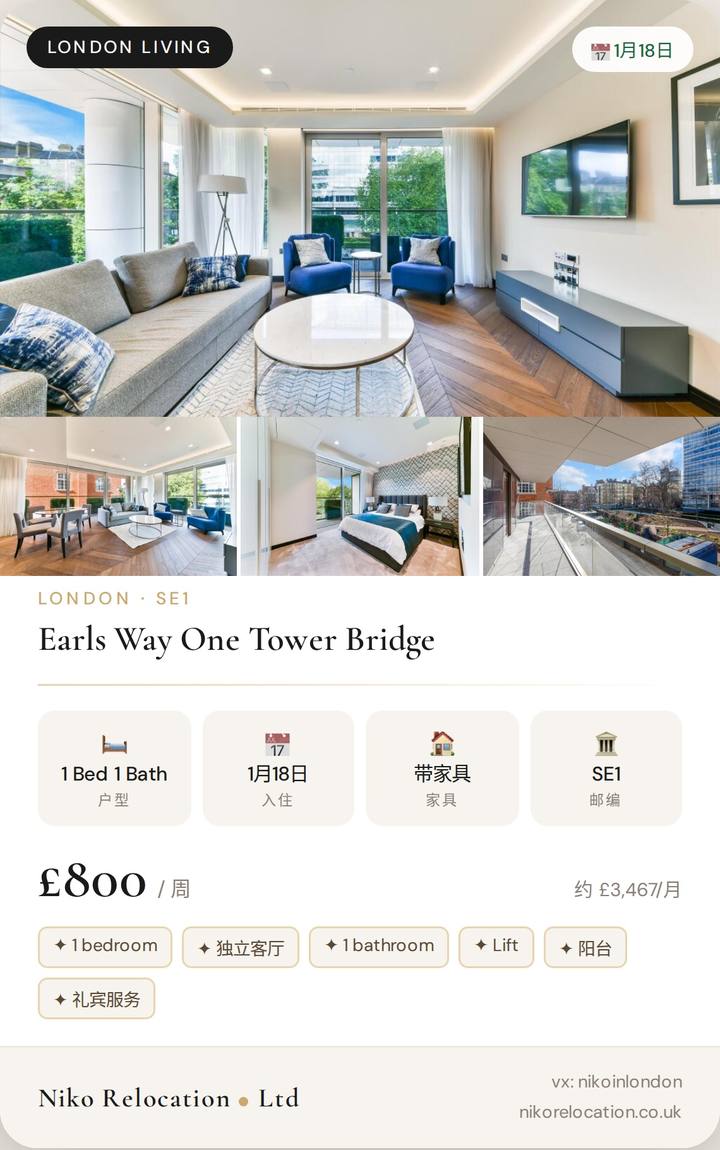 LONDON LIVING
1月18日
LONDON · SE1
Earls Way One Tower Bridge
1 Bed 1 Bath
户型
1月18日
入住
带家具
家具
SE1
邮编
£800 / 周
约 £3,467/月
✦ 1 bedroom
✦ 独立客厅
✦ 1 bathroom
✦ Lift
✦ 阳台
✦ 礼宾服务
Niko Relocation • Ltd
vx: nikoinlondon
nikorelocation.co.uk